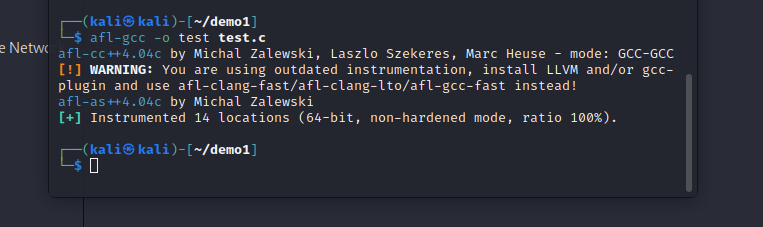 ┌──(kali㉿kali)-[~/demo1]
└─$ afl-gcc -o test test.c
afl-cc++4.04c by Michal Zalewski, Laszlo Szekeres, Marc Heuse - mode: GCC-GCC
[!] WARNING: You are using outdated instrumentation, install LLVM and/or gcc-
plugin and use afl-clang-fast/afl-clang-lto/afl-gcc-fast instead!
afl-as++4.04c by Michal Zalewski
[+] Instrumented 14 locations (64-bit, non-hardened mode, ratio 100%).
┌──(kali㉿kali)-[~/demo1]
└─$